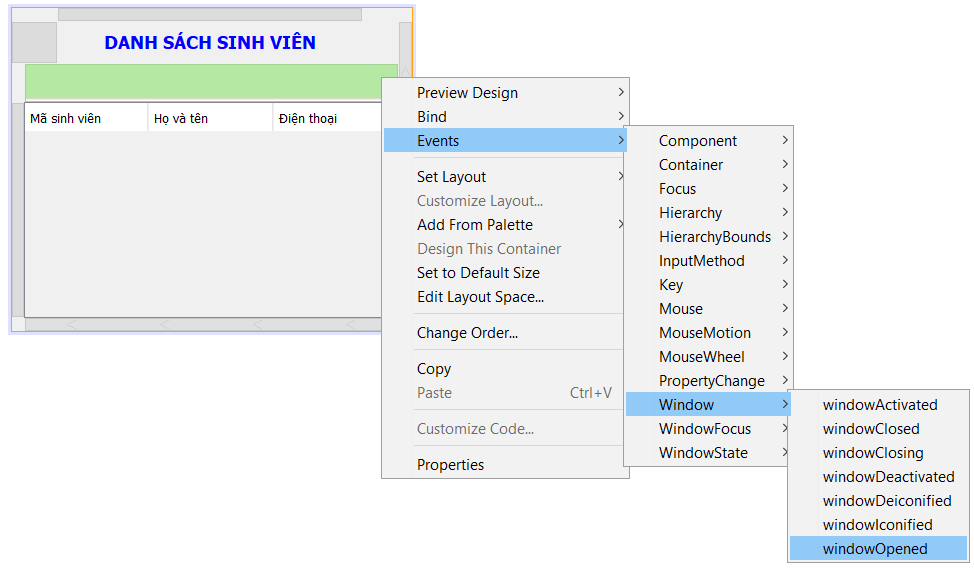 DANH SÁCH SINH VIÊN
Mã sinh viên
Họ và tên
Điện thoại
Preview Design
Bind
Events
Set Layout
Customize Layout...
Add From Palette
Design This Container
Set to Default Size
Edit Layout Space...
Change Order...
Copy
Paste Ctrl+V
Customize Code...
Properties
Component
Container
Focus
Hierarchy
HierarchyBounds
InputMethod
Key
Mouse
MouseMotion
MouseWheel
PropertyChange
Window
WindowFocus
WindowState
windowActivated
windowClosed
windowClosing
windowDeactivated
windowDeiconified
windowIconified
windowOpened